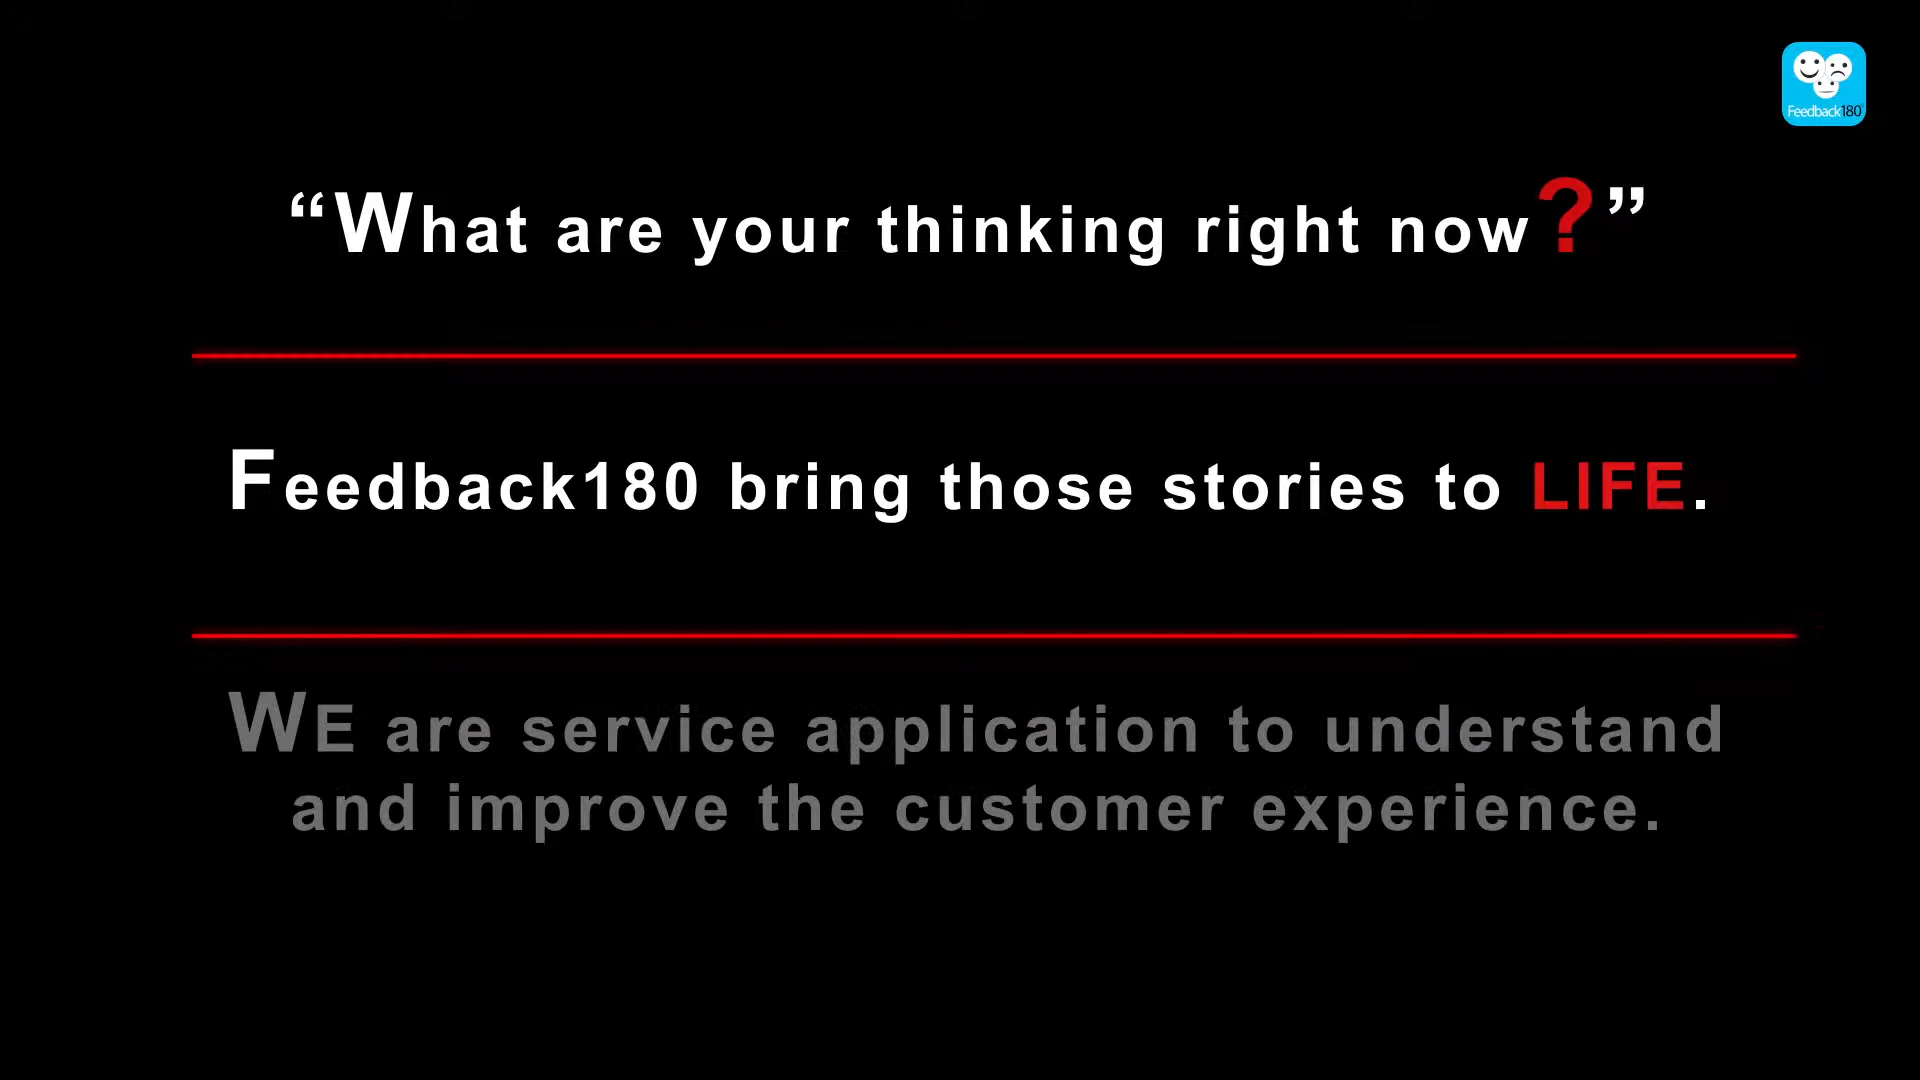 Feedback180
“What are your thinking right now?”
Feedback180 bring those stories to LIFE.
WE are service application to understand
and improve the customer experience.